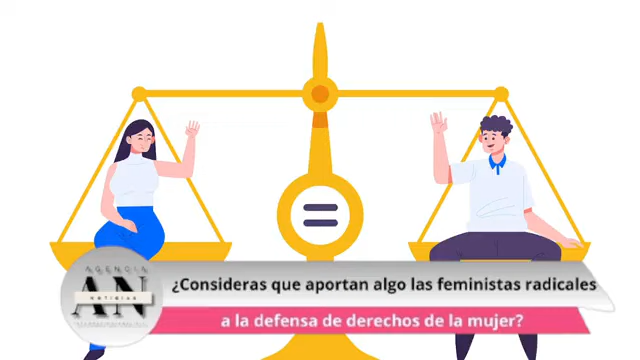 AGENCIA
AN
NOTICIAS
¿Consideras que aportan algo las feministas radicales
a la defensa de derechos de la mujer?